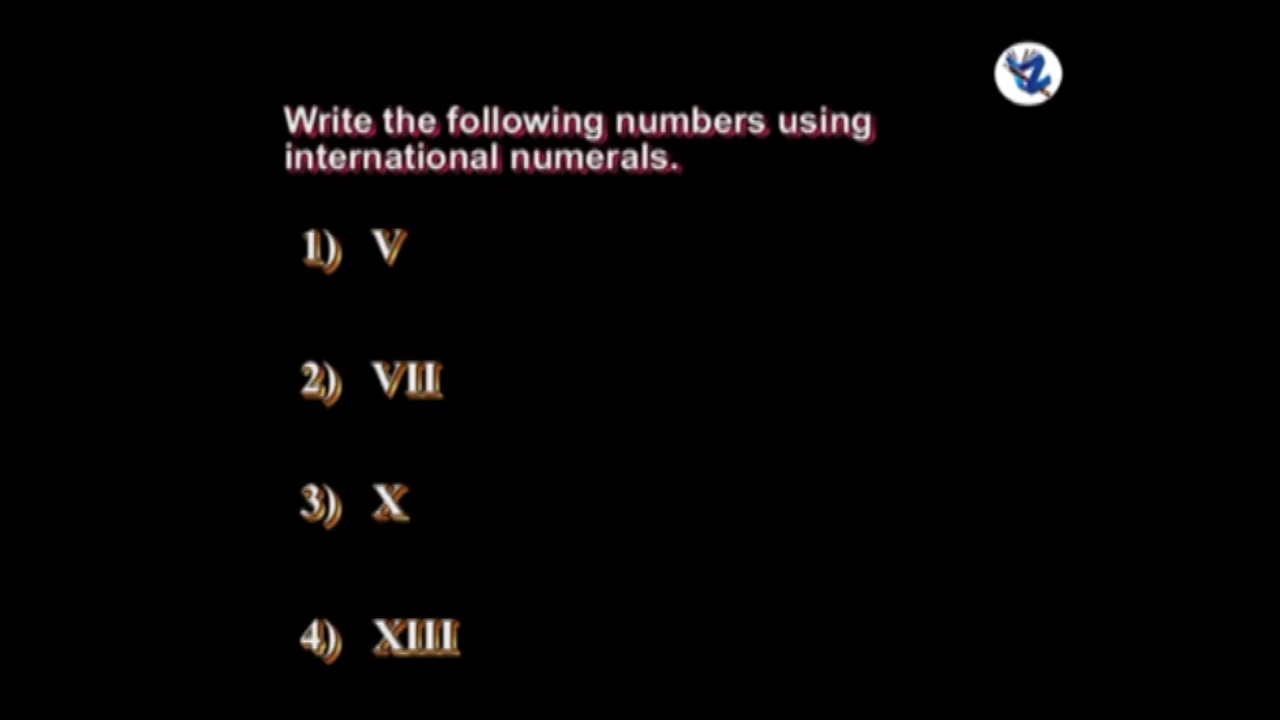 Write the following numbers using
international numerals.
1) V
2) VII
3) X
4) XIII